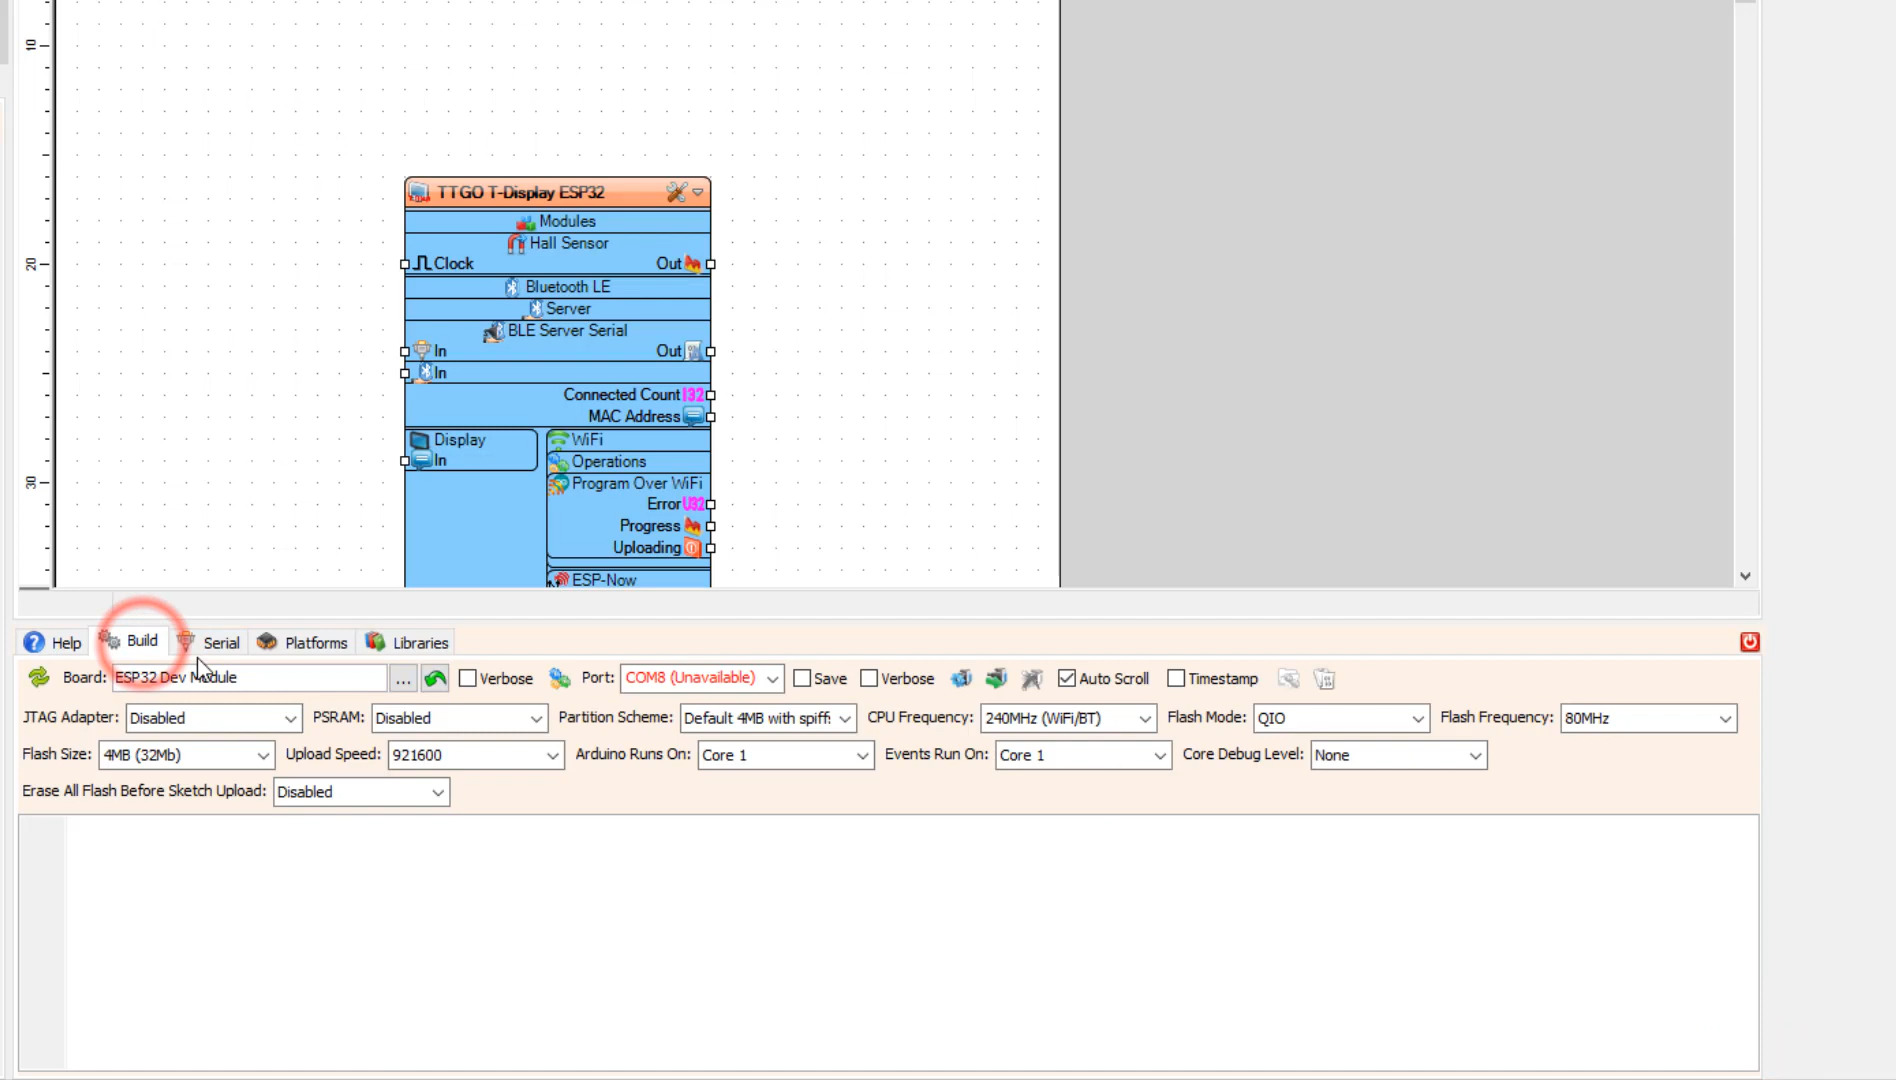 10
TTGO T-Display ESP32
Modules
Hall Sensor
20
Clock Out
Bluetooth LE
Server
BLE Server Serial
In Out
In
Connected Count I32
MAC Address
Display WiFi
In Operations
30
Program Over WiFi
Error U32
Progress
Uploading
ESP-Now
Help Build Serial Platforms Libraries
Board: ESP32 Dev Module ... Verbose Port: COM8 (Unavailable) Save Verbose Auto Scroll Timestamp
JTAG Adapter: Disabled PSRAM: Disabled Partition Scheme: Default 4MB with spiffs CPU Frequency: 240MHz (WiFi/BT) Flash Mode: QIO Flash Frequency: 80MHz
Flash Size: 4MB (32Mb) Upload Speed: 921600 Arduino Runs On: Core 1 Events Run On: Core 1 Core Debug Level: None
Erase All Flash Before Sketch Upload: Disabled